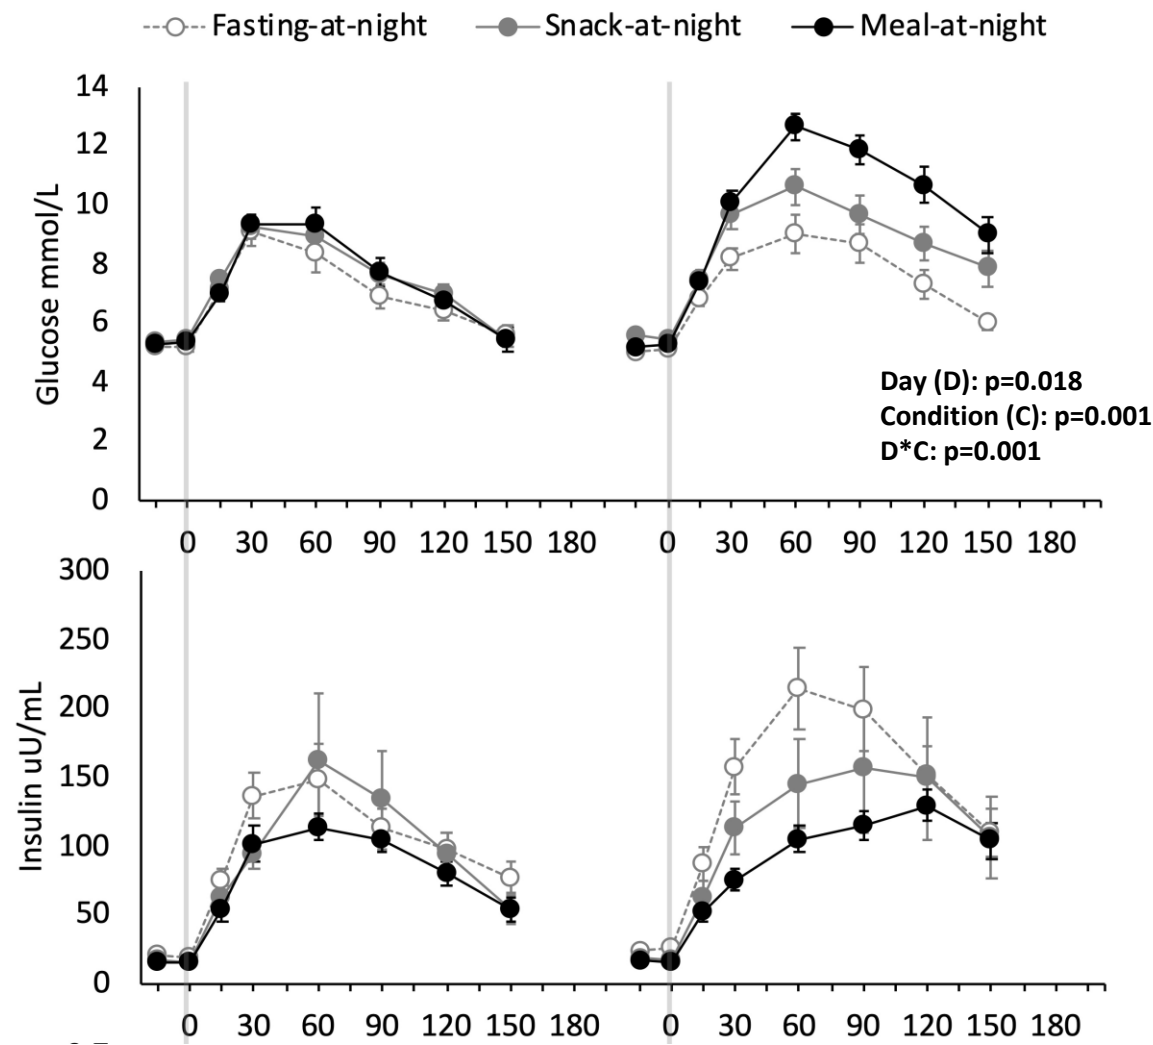 Fasting-at-night Snack-at-night Meal-at-night
14
12
10
8
6
4
2
0
Glucose mmol/L
Day (D): p=0.018
Condition (C): p=0.001
D*C: p=0.001
0 30 60 90 120 150 180 0 30 60 90 120 150 180
300
250
200
150
100
50
0
Insulin uU/mL
0 30 60 90 120 150 180 0 30 60 90 120 150 180